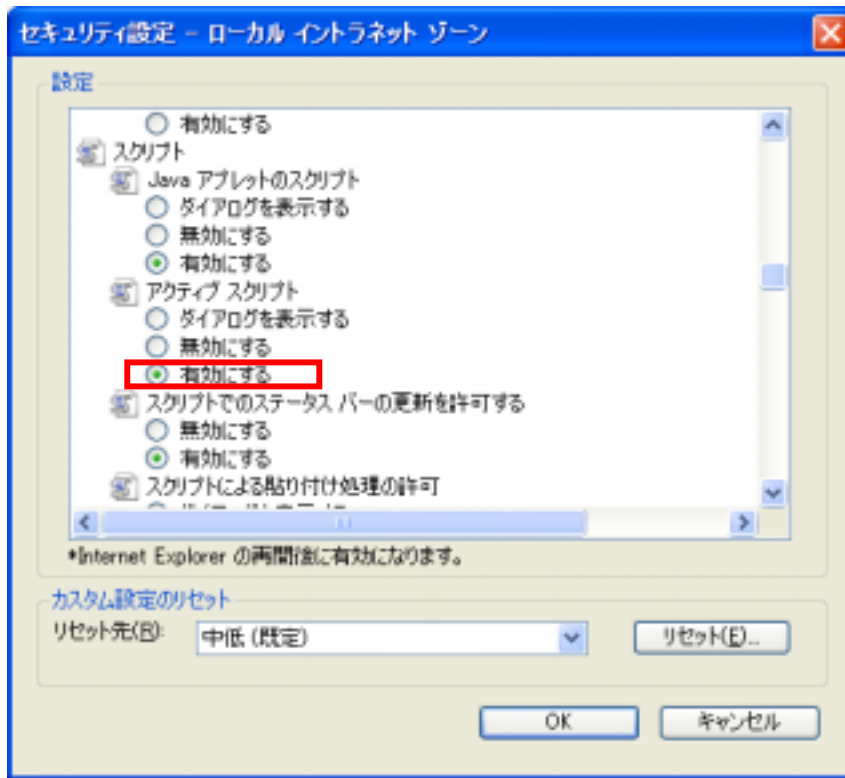 セキュリティ設定 - ローカル イントラネット ゾーン
設定
有効にする
スクリプト
Java アプレットのスクリプト
ダイアログを表示する
無効にする
有効にする
アクティブ スクリプト
ダイアログを表示する
無効にする
有効にする
スクリプトでのステータス バーの更新を許可する
無効にする
有効にする
スクリプトによる貼り付け処理の許可
*Internet Explorer の再開後に有効になります。
カスタム設定のリセット
リセット先(R):
中低 (既定)
リセット(E)...
OK
キャンセル